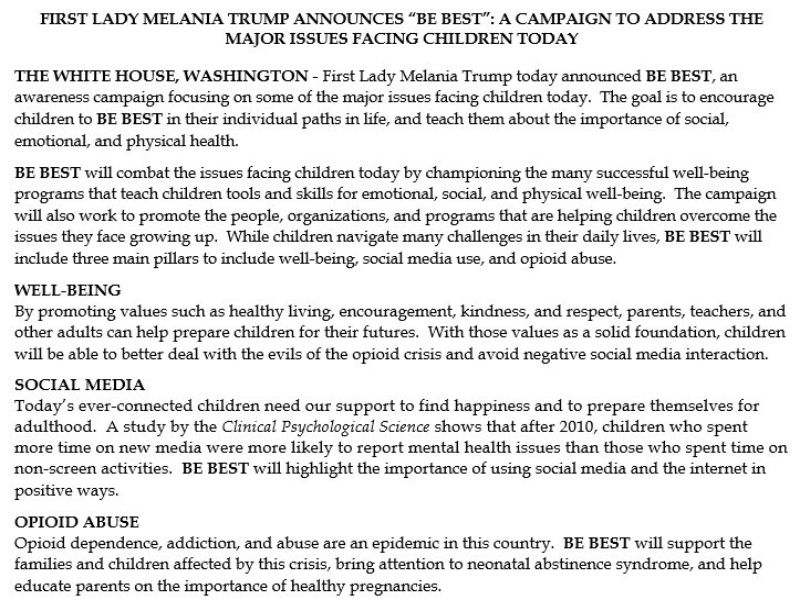 FIRST LADY MELANIA TRUMP ANNOUNCES “BE BEST”: A CAMPAIGN TO ADDRESS THE
MAJOR ISSUES FACING CHILDREN TODAY
THE WHITE HOUSE, WASHINGTON - First Lady Melania Trump today announced BE BEST, an
awareness campaign focusing on some of the major issues facing children today.  The goal is to encourage
children to BE BEST in their individual paths in life, and teach them about the importance of social,
emotional, and physical health.
BE BEST will combat the issues facing children today by championing the many successful well-being
programs that teach children tools and skills for emotional, social, and physical well-being.  The campaign
will also work to promote the people, organizations, and programs that are helping children overcome the
issues they face growing up.  While children navigate many challenges in their daily lives, BE BEST will
include three main pillars to include well-being, social media use, and opioid abuse.
WELL-BEING
By promoting values such as healthy living, encouragement, kindness, and respect, parents, teachers, and
other adults can help prepare children for their futures.  With those values as a solid foundation, children
will be able to better deal with the evils of the opioid crisis and avoid negative social media interaction.
SOCIAL MEDIA
Today’s ever-connected children need our support to find happiness and to prepare themselves for
adulthood.  A study by the Clinical Psychological Science shows that after 2010, children who spent
more time on new media were more likely to report mental health issues than those who spent time on
non-screen activities.  BE BEST will highlight the importance of using social media and the internet in
positive ways.
OPIOID ABUSE
Opioid dependence, addiction, and abuse are an epidemic in this country.  BE BEST will support the
families and children affected by this crisis, bring attention to neonatal abstinence syndrome, and help
educate parents on the importance of healthy pregnancies.